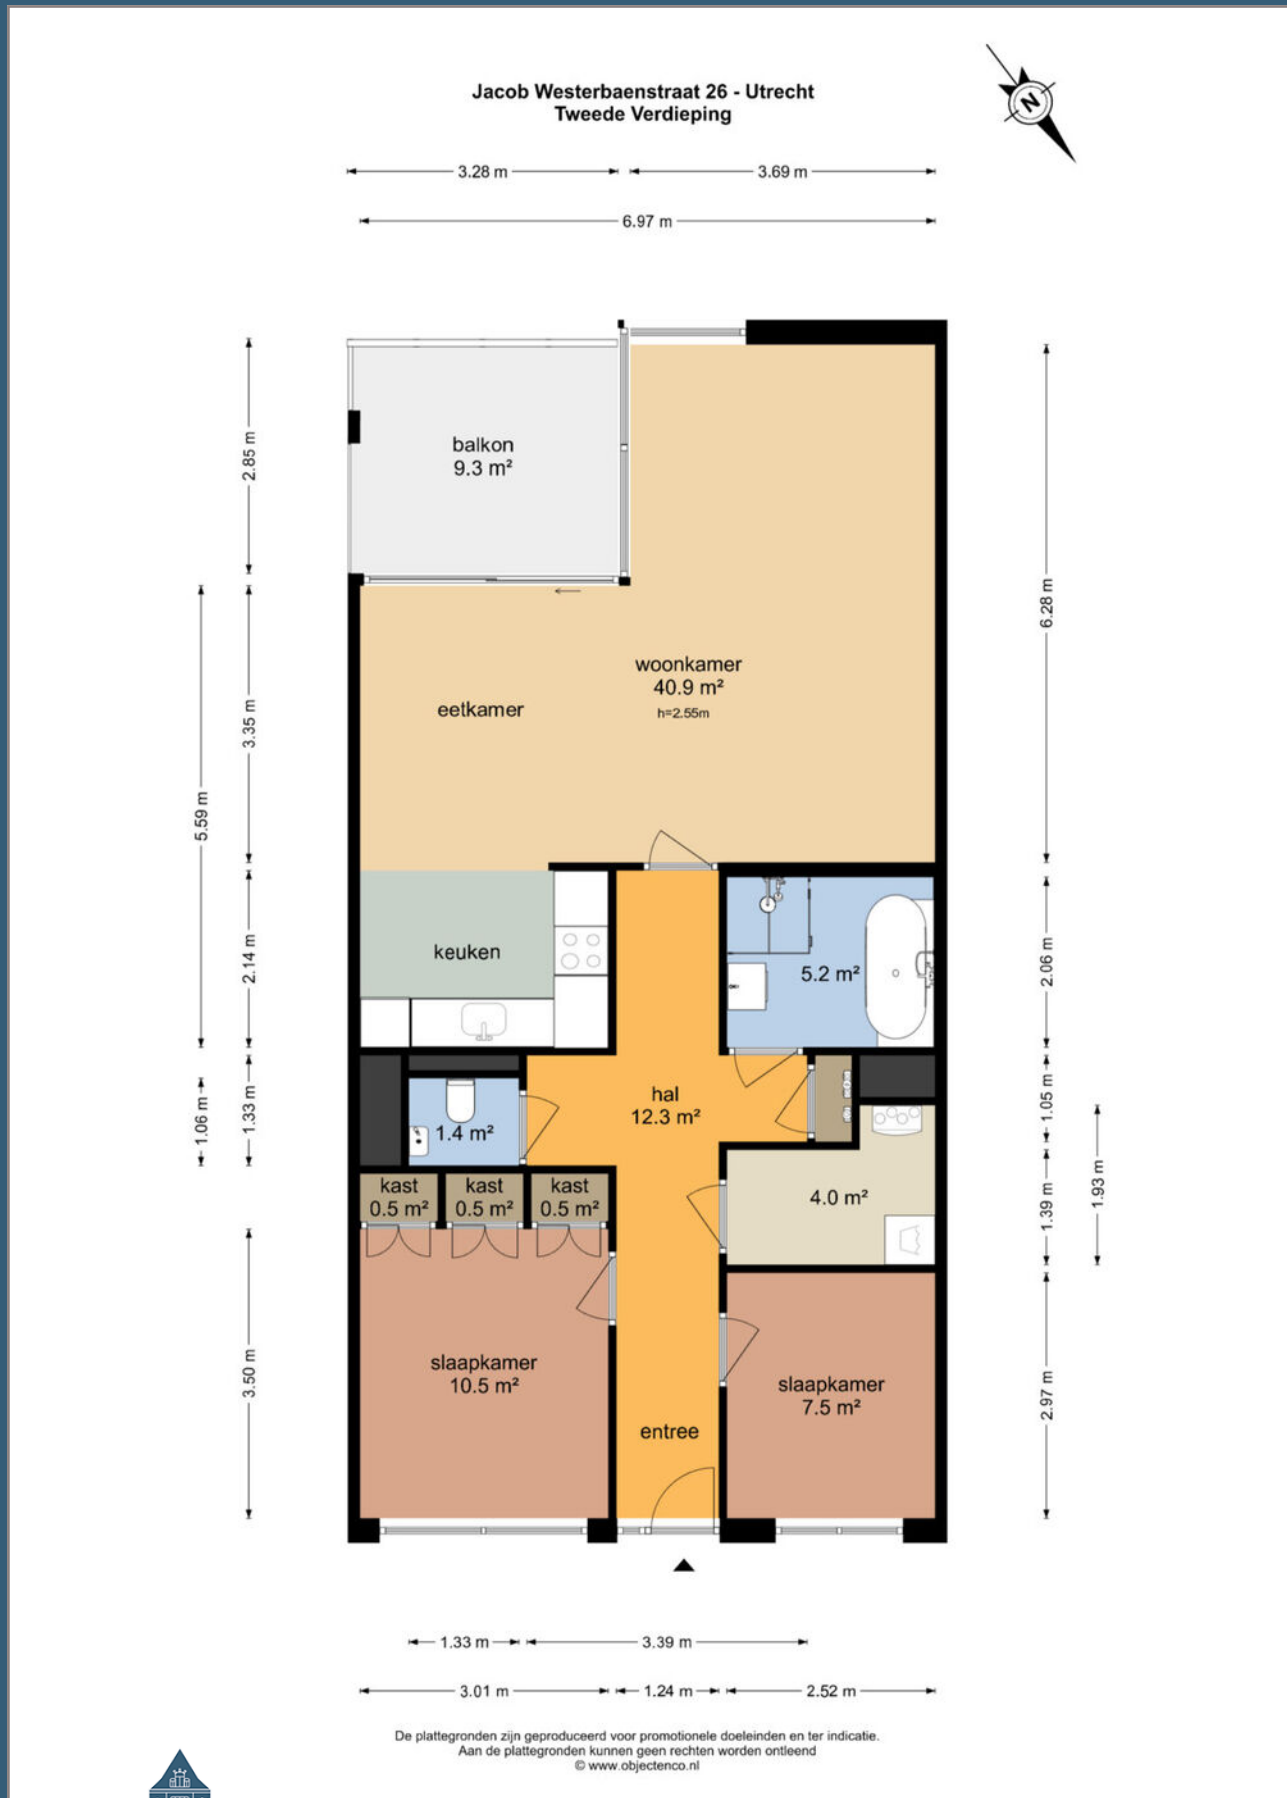 Jacob Westerbaenstraat 26 - Utrecht
Tweede Verdieping
N
3.28 m
3.69 m
6.97 m
balkon
9.3 m²
2.85 m
6.28 m
woonkamer
40.9 m²
h=2.55m
eetkamer
3.35 m
5.59 m
keuken
2.14 m
5.2 m²
2.06 m
hal
12.3 m²
1.4 m²
1.33 m
1.06 m
1.05 m
kast
0.5 m²
kast
0.5 m²
kast
0.5 m²
4.0 m²
1.39 m
1.93 m
slaapkamer
10.5 m²
3.50 m
slaapkamer
7.5 m²
2.97 m
entree
1.33 m
3.39 m
3.01 m
1.24 m
2.52 m
De plattegronden zijn geproduceerd voor promotionele doeleinden en ter indicatie.
Aan de plattegronden kunnen geen rechten worden ontleend
© www.objectenco.nl